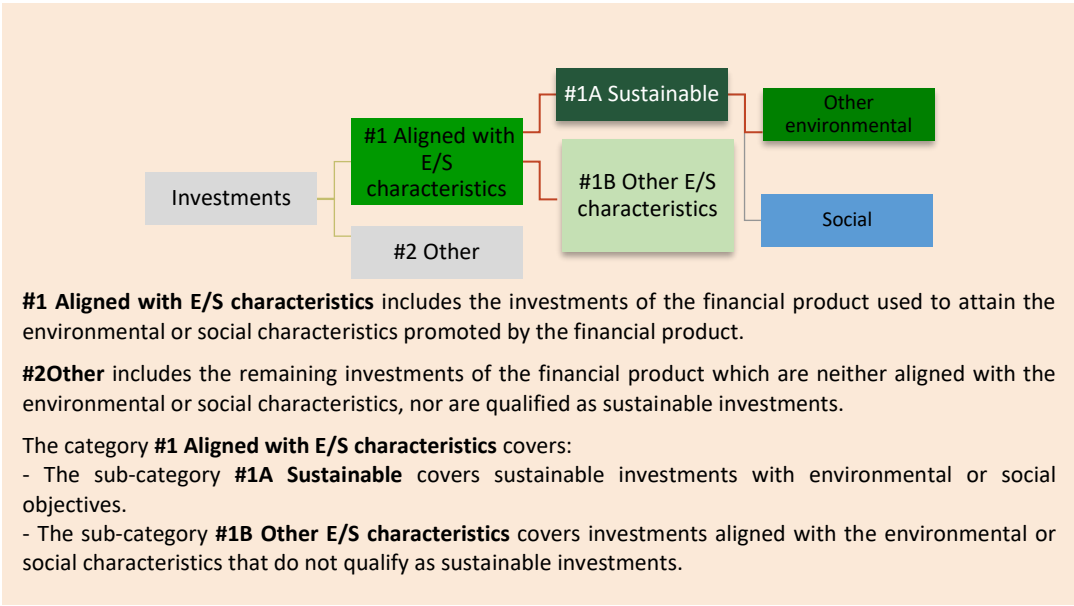 #1A Sustainable
Other
environmental
#1 Aligned with
E/S
characteristics
#1B Other E/S
characteristics
Investments
Social
#2 Other
#1 Aligned with E/S characteristics includes the investments of the financial product used to attain the
environmental or social characteristics promoted by the financial product.
#2Other includes the remaining investments of the financial product which are neither aligned with the
environmental or social characteristics, nor are qualified as sustainable investments.
The category #1 Aligned with E/S characteristics covers:
- The sub-category #1A Sustainable covers sustainable investments with environmental or social
objectives.
- The sub-category #1B Other E/S characteristics covers investments aligned with the environmental or
social characteristics that do not qualify as sustainable investments.